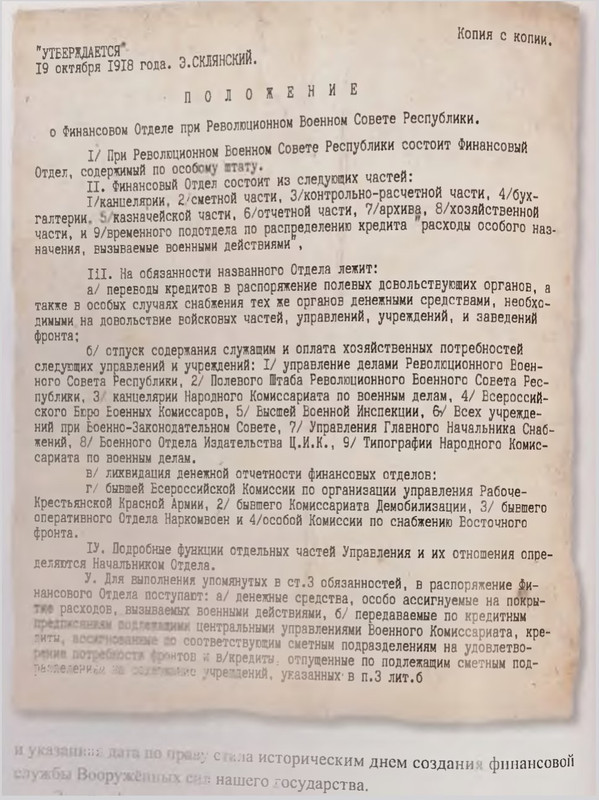 Копия с копии.
"УТВЕРЖДАЕТСЯ"
19 октября 1918 года. Э.СКЛЯНСКИЙ.
П О Л О Ж Е Н И Е
о Финансовом Отделе при Революционном Военном Совете Республики.
I/ При Революционном Военном Совете Республики состоит Финансовый
Отдел, содержимый по особому штату.
II. Финансовый Отдел состоит из следующих частей:
I/канцелярии, 2/сметной части, 3/контрольно-расчетной части, 4/бух-
галтерии, 5/казначейской части, 6/отчетной части, 7/архива, 8/хозяйственной
части, и 9/временного подотдела по распределению кредита "расходы особого наз-
начения, вызываемые военными действиями",
III. На обязанности названного Отдела лежит:
а/ переводы кредитов в распоряжение полевых довольствующих органов, а
также в особых случаях снабжения тех же органов денежными средствами, необхо-
димыми на довольствие войсковых частей, управлений, учреждений, и заведений
фронта;
б/ отпуск содержания служащим и оплата хозяйственных потребностей
следующих управлений и учреждений: I/ управление делами Революционного Воен-
ного Совета Республики, 2/ Полевого Штаба Революционного Военного Совета Рес-
публики, 3/ канцелярии Народного Комиссариата по военным делам, 4/ Всероссий-
ского Бюро Военных Комиссаров, 5/ Высшей Военной Инспекции, 6/ Всех учрежде-
ний при Военно-Законодательном Совете, 7/ Управления Главного Начальника Снаб-
жений, 8/ Военного Отдела Издательства Ц.И.К., 9/ Типографии Народного Комис-
сариата по военным делам.
в/ ликвидация денежной отчетности финансовых отделов:
г/ бывшей Всероссийской Комиссии по организации управления Рабоче-
Крестьянской Красной Армии, 2/ бывшего Комиссариата Демобилизации, 3/ бывшего
оперативного Отдела Наркомвоен и 4/особой Комиссии по снабжению Восточного
фронта.
IУ. Подробные функции отдельных частей Управления и их отношения опре-
деляются Начальником Отдела.
У. Для выполнения упомянутых в ст.3 обязанностей, в распоряжение Фи-
нансового Отдела поступают: а/ денежные средства, особо ассигнуемые на покры-
тие расходов, вызываемых военными действиями, б/ передаваемые по кредитным
предписаниям подлежащими центральными управлениями Военного Комиссариата, кре-
диты, ассигнованные по соответствующим сметным подразделениям на удовлетво-
рение потребности фронтов и в/кредиты, отпущенные по подлежащим сметным под-
разделениям на содержание учреждений, указанных в п.3 лит.б
и указанная дата по праву стала историческим днем создания финансовой
службы Вооружённых сил нашего государства.